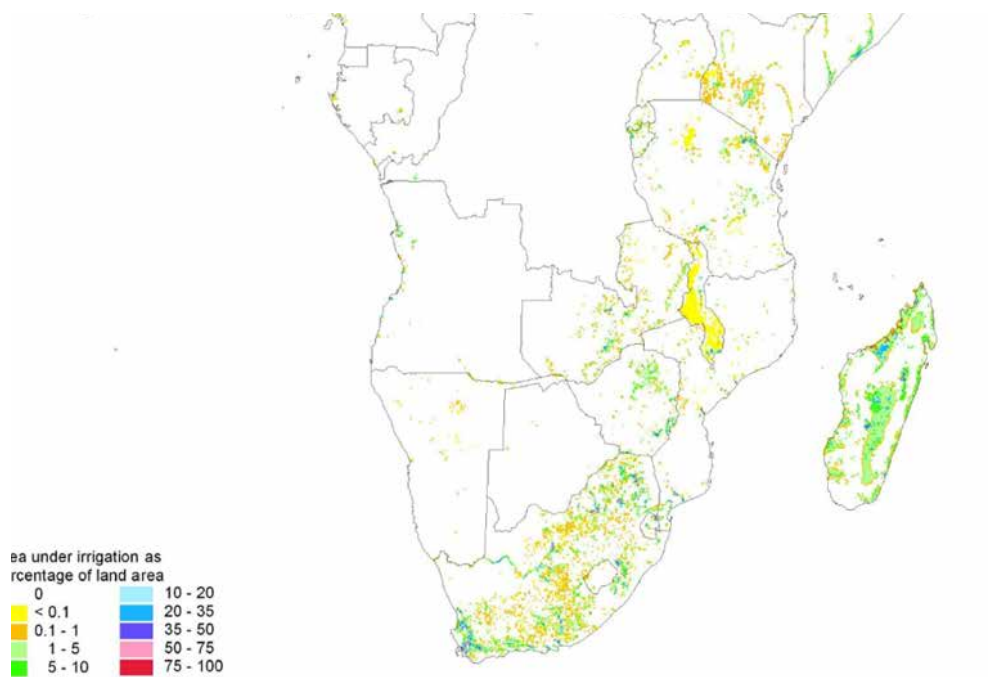 ea under irrigation as
rcentage of land area
0
< 0.1
0.1 - 1
1 - 5
5 - 10
10 - 20
20 - 35
35 - 50
50 - 75
75 - 100